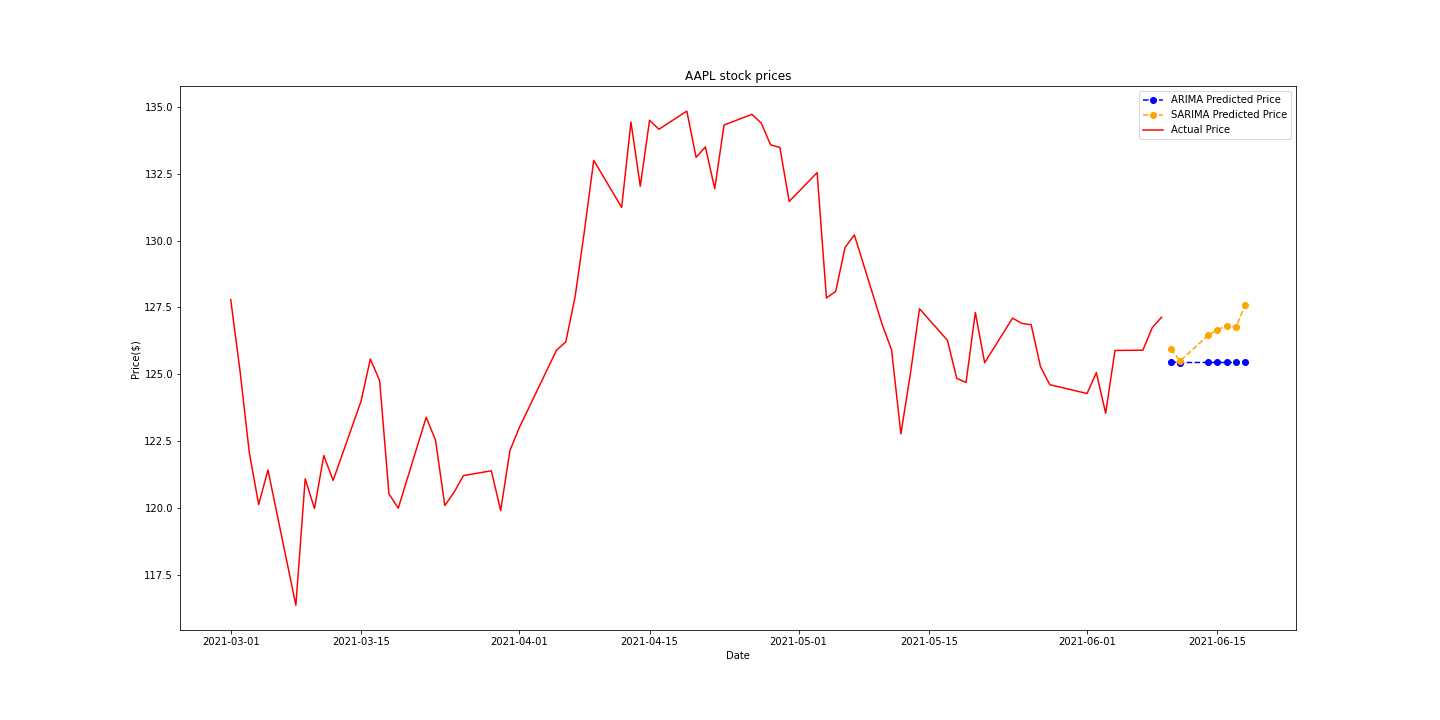 AAPL stock prices
ARIMA Predicted Price
SARIMA Predicted Price
Actual Price
135.0
132.5
130.0
127.5
125.0
122.5
120.0
117.5
Price($)
2021-03-01 2021-03-15 2021-04-01 2021-04-15 2021-05-01 2021-05-15 2021-06-01 2021-06-15
Date